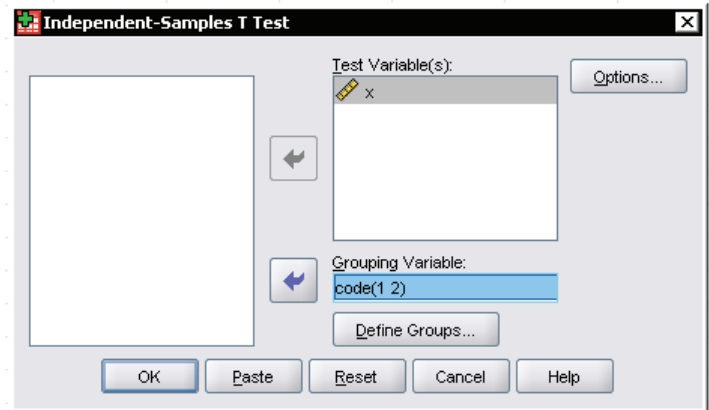 Independent-Samples T Test
Test Variable(s):
x
Options...
Grouping Variable:
code(1 2)
Define Groups...
OK
Paste
Reset
Cancel
Help